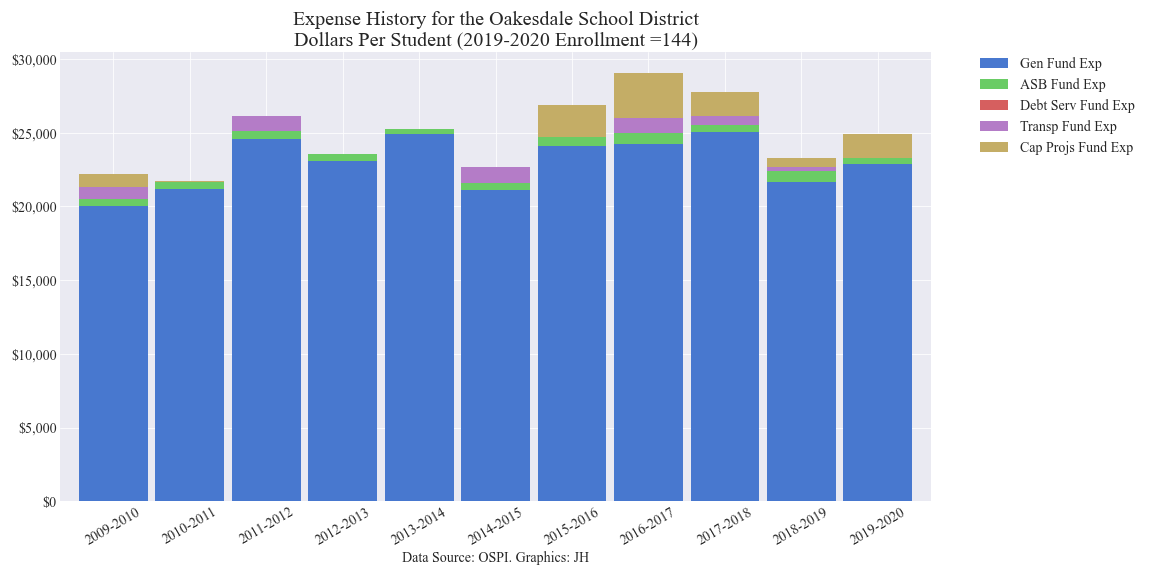 Expense History for the Oakesdale School District
Dollars Per Student (2019-2020 Enrollment =144)
$30,000
$25,000
$20,000
$15,000
$10,000
$5,000
$0
2009-2010
2010-2011
2011-2012
2012-2013
2013-2014
2014-2015
2015-2016
2016-2017
2017-2018
2018-2019
2019-2020
Data Source: OSPI. Graphics: JH
Gen Fund Exp
ASB Fund Exp
Debt Serv Fund Exp
Transp Fund Exp
Cap Projs Fund Exp